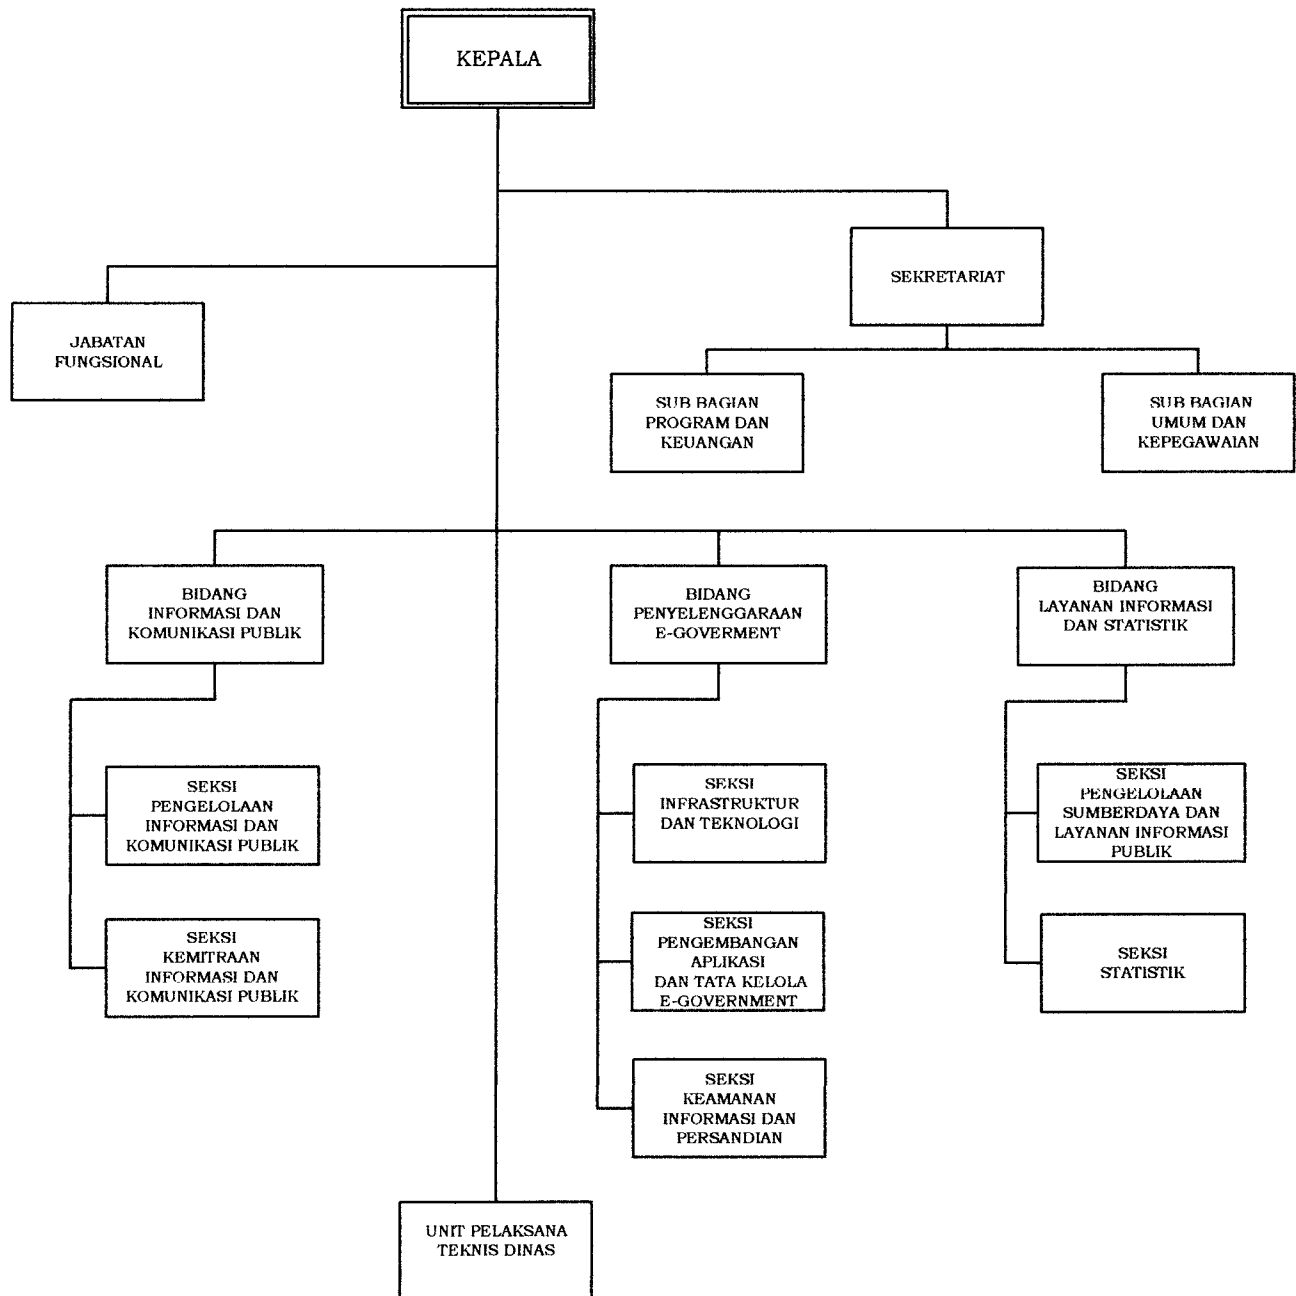 KEPALA
SEKRETARIAT
JABATAN
FUNGSIONAL
SUB BAGIAN
PROGRAM DAN
KEUANGAN
SUB BAGIAN
UMUM DAN
KEPEGAWAIAN
BIDANG
INFORMASI DAN
KOMUNIKASI PUBLIK
BIDANG
PENYELENGGARAAN
E-GOVERMENT
BIDANG
LAYANAN INFORMASI
DAN STATISTIK
SEKSI
PENGELOLAAN
INFORMASI DAN
KOMUNIKASI PUBLIK
SEKSI
INFRASTRUKTUR
DAN TEKNOLOGI
SEKSI
PENGELOLAAN
SUMBERDAYA DAN
LAYANAN INFORMASI
PUBLIK
SEKSI
KEMITRAAN
INFORMASI DAN
KOMUNIKASI PUBLIK
SEKSI
PENGEMBANGAN
APLIKASI
DAN TATA KELOLA
E-GOVERNMENT
SEKSI
STATISTIK
SEKSI
KEAMANAN
INFORMASI DAN
PERSANDIAN
UNIT PELAKSANA
TEKNIS DINAS